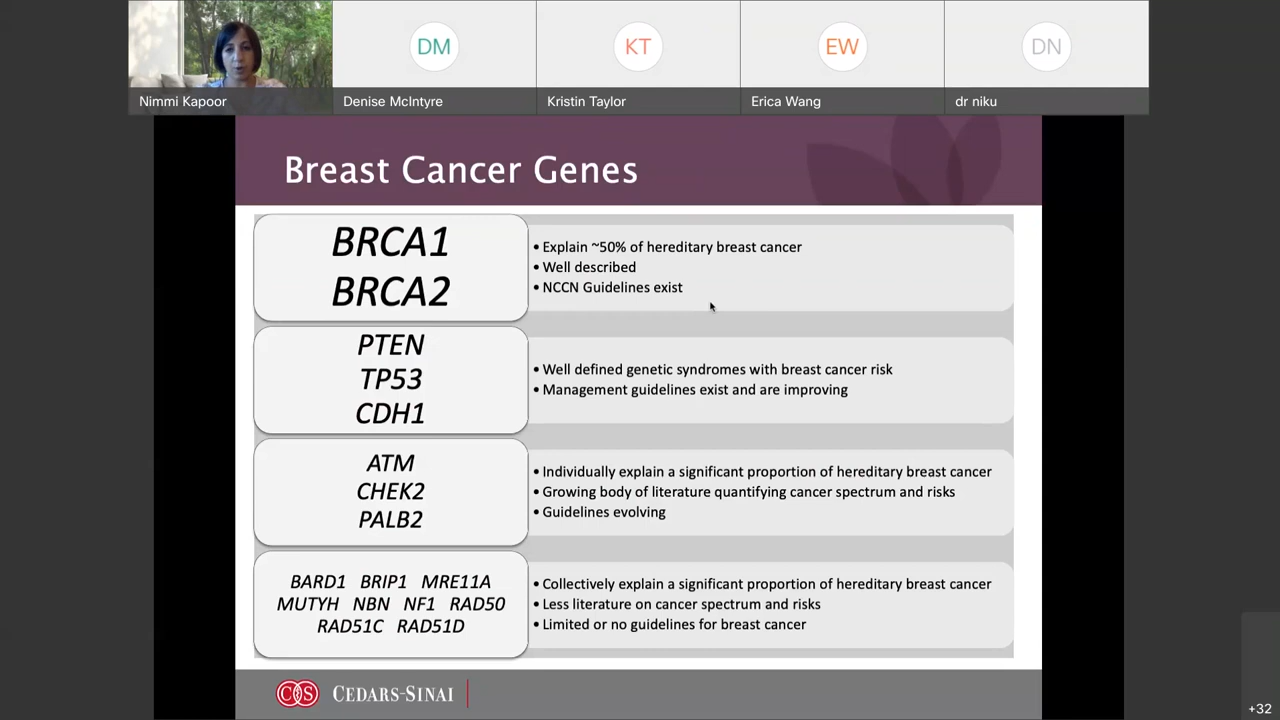 DM
KT
EW
DN
Nimmi Kapoor
Denise McIntyre
Kristin Taylor
Erica Wang
dr niku
Breast Cancer Genes
BRCA1
BRCA2
• Explain ~50% of hereditary breast cancer
• Well described
• NCCN Guidelines exist
PTEN
TP53
CDH1
• Well defined genetic syndromes with breast cancer risk
• Management guidelines exist and are improving
ATM
CHEK2
PALB2
• Individually explain a significant proportion of hereditary breast cancer
• Growing body of literature quantifying cancer spectrum and risks
• Guidelines evolving
BARD1 BRIP1 MRE11A
MUTYH NBN NF1 RAD50
RAD51C RAD51D
• Collectively explain a significant proportion of hereditary breast cancer
• Less literature on cancer spectrum and risks
• Limited or no guidelines for breast cancer
CEDARS-SINAI
+32